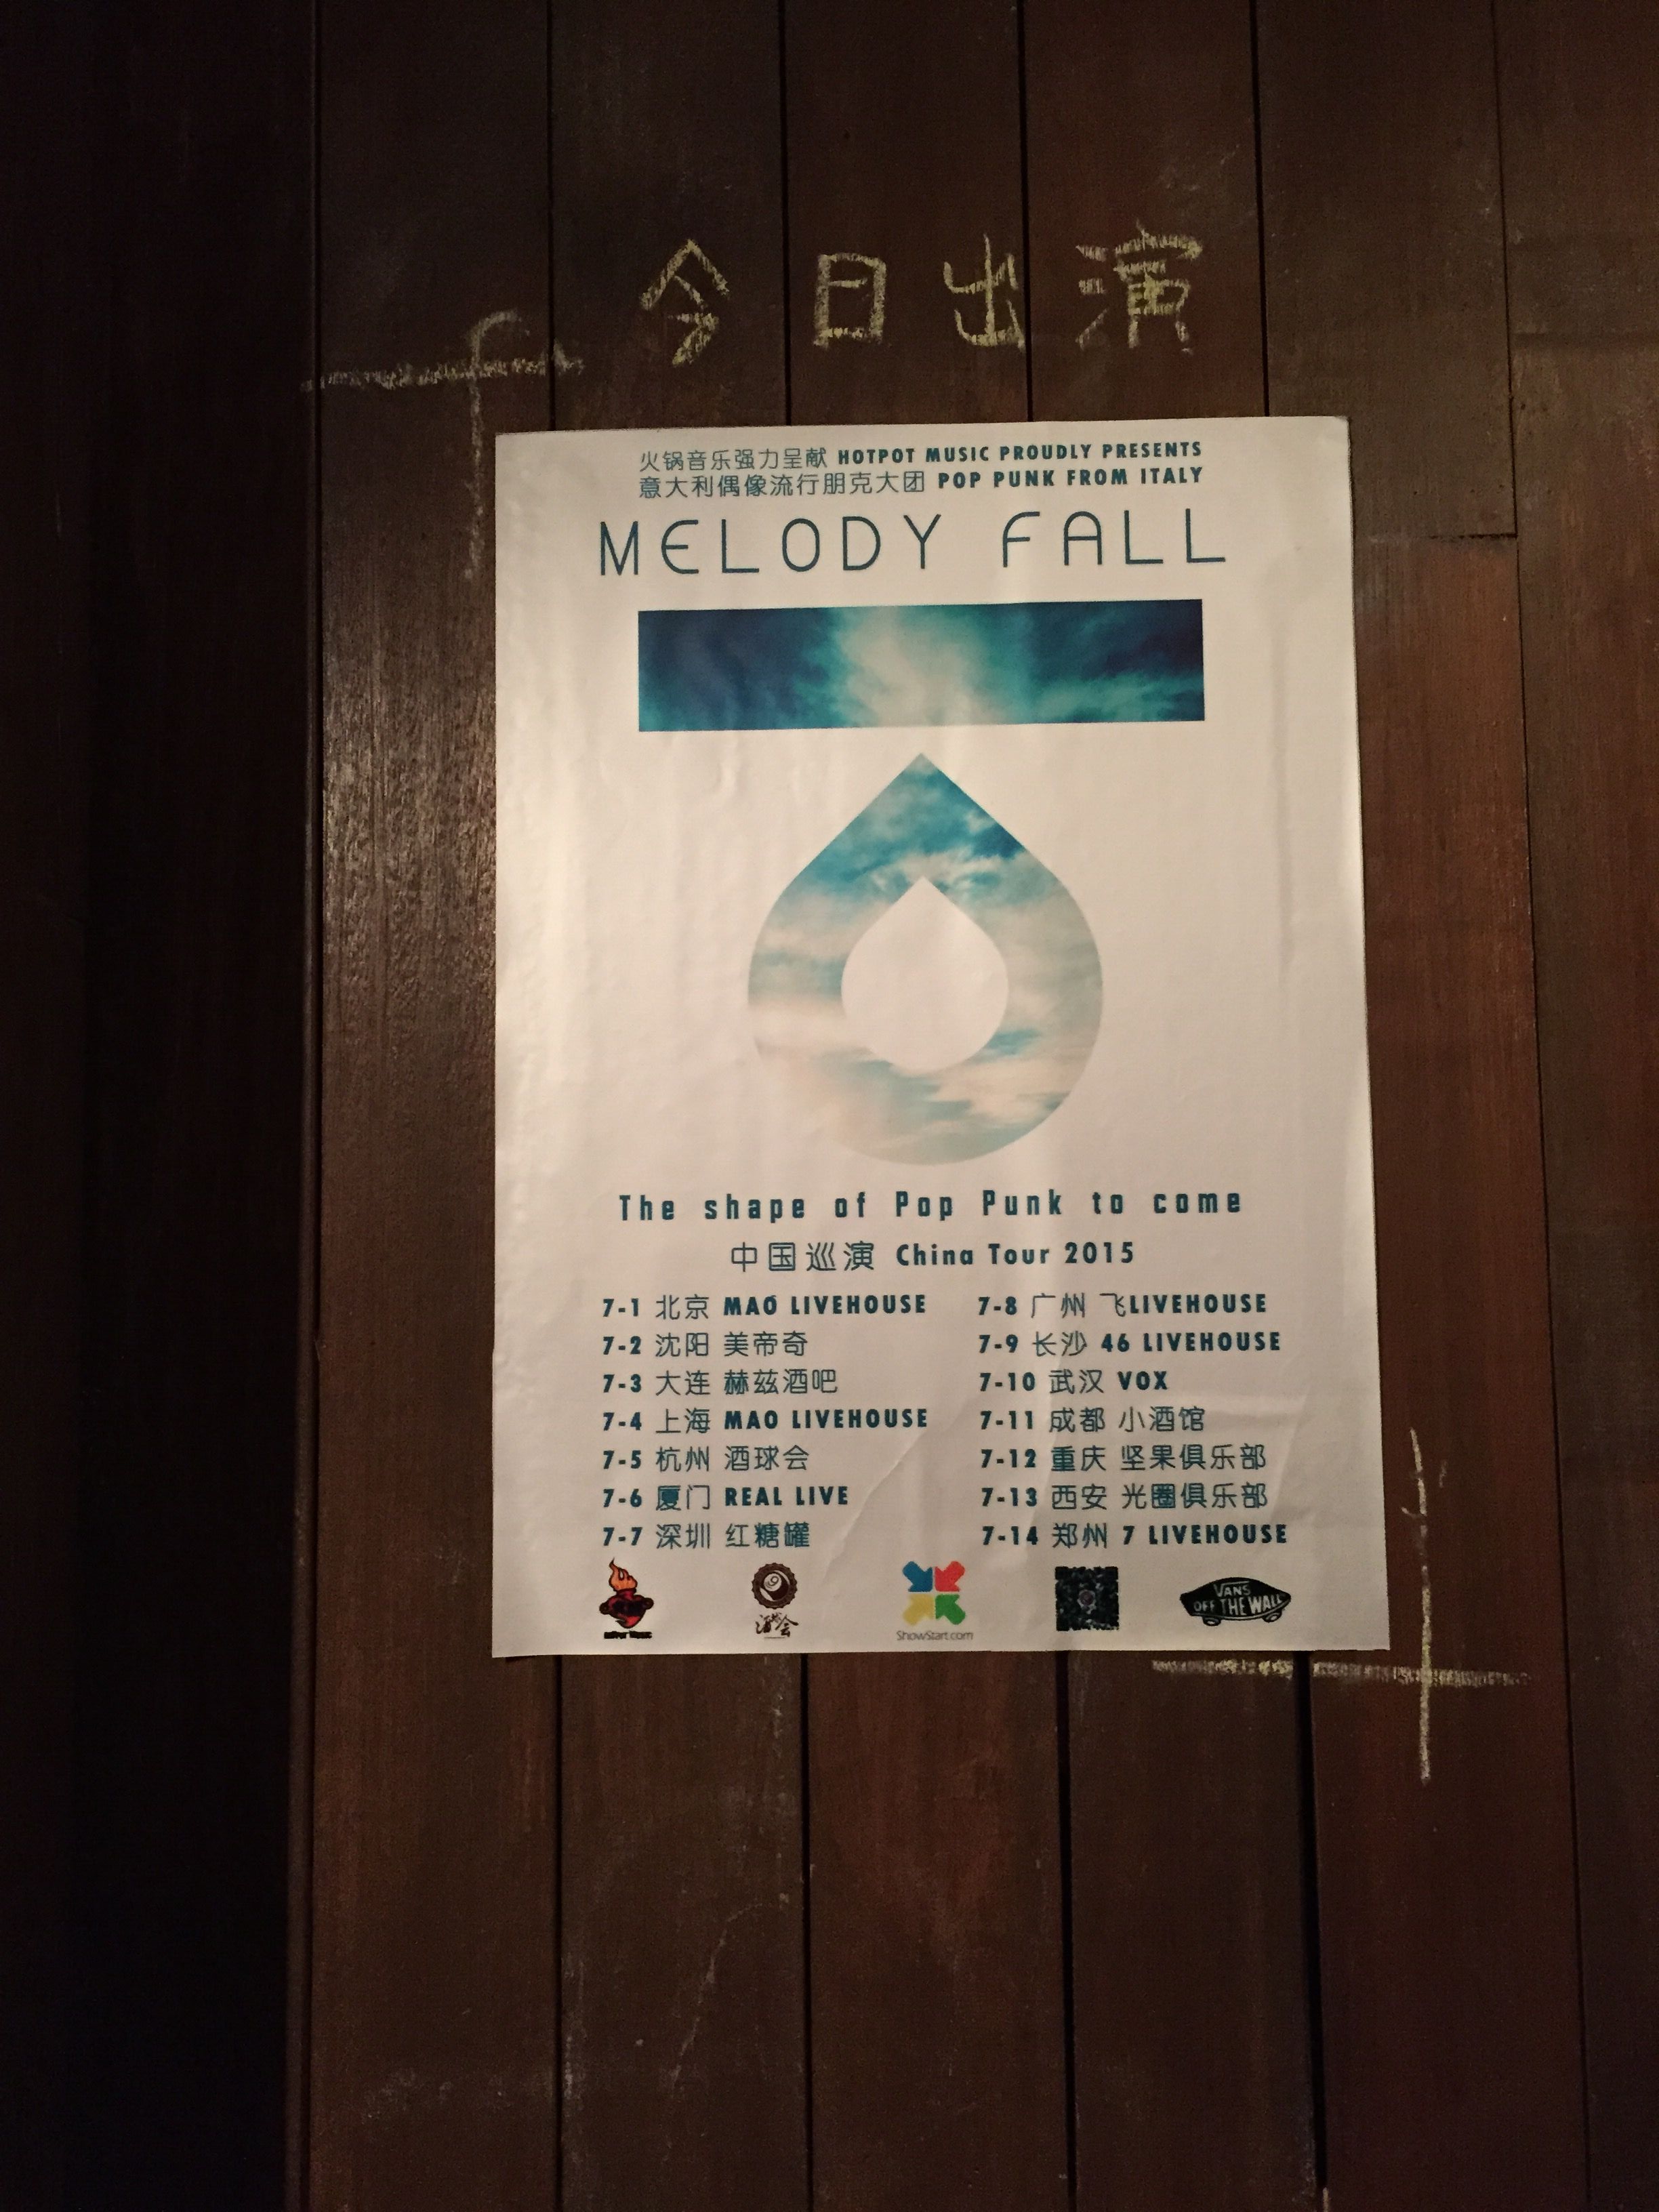 今日出演
火锅音乐强力呈献 HOTPOT MUSIC PROUDLY PRESENTS
意大利偶像流行朋克大团 POP PUNK FROM ITALY
MELODY FALL
The shape of Pop Punk to come
中国巡演 China Tour 2015
7-1 北京 MAO LIVEHOUSE
7-2 沈阳 美帝奇
7-3 大连 赫兹酒吧
7-4 上海 MAO LIVEHOUSE
7-5 杭州 酒球会
7-6 厦门 REAL LIVE
7-7 深圳 红糖罐
7-8 广州 飞LIVEHOUSE
7-9 长沙 46 LIVEHOUSE
7-10 武汉 VOX
7-11 成都 小酒馆
7-12 重庆 坚果俱乐部
7-13 西安 光圈俱乐部
7-14 郑州 7 LIVEHOUSE
9
酒球会
ShowStart.com
VANS
OFF THE WALL